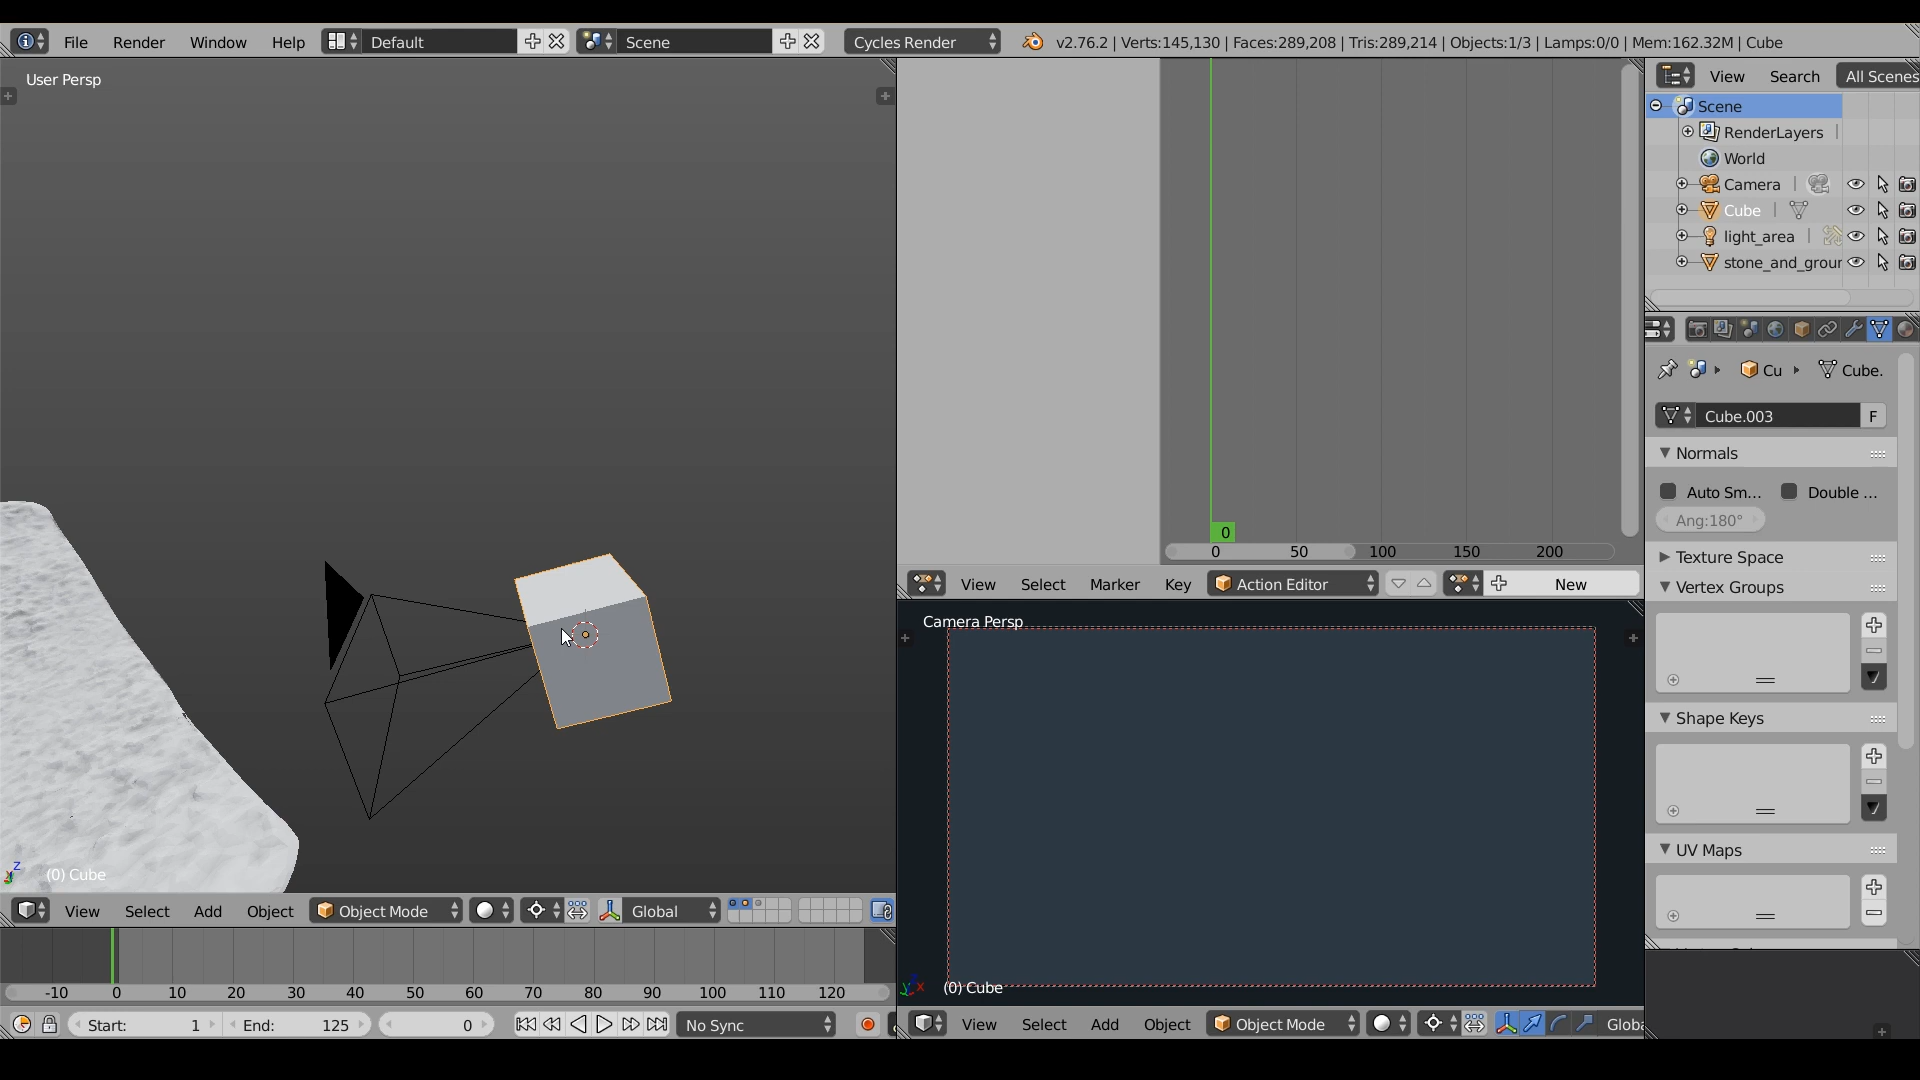 File Render Window Help Default Scene Cycles Render v2.76.2 | Verts:145,130 | Faces:289,208 | Tris:289,214 | Objects:1/3 | Lamps:0/0 | Mem:162.32M | Cube
User Persp
(0) Cube
View Select Add Object Object Mode Global
-10 0 10 20 30 40 50 60 70 80 90 100 110 120
Start: 1 End: 125 0 No Sync
0
0 50 100 150 200
View Select Marker Key Action Editor New
Camera Persp
(0) Cube
View Select Add Object Object Mode Globa
View Search All Scenes
Scene
RenderLayers
World
Camera
Cube
light_area
stone_and_grour
Cu Cube.
Cube.003 F
Normals
Auto Sm... Double ...
Ang:180°
Texture Space
Vertex Groups
Shape Keys
UV Maps